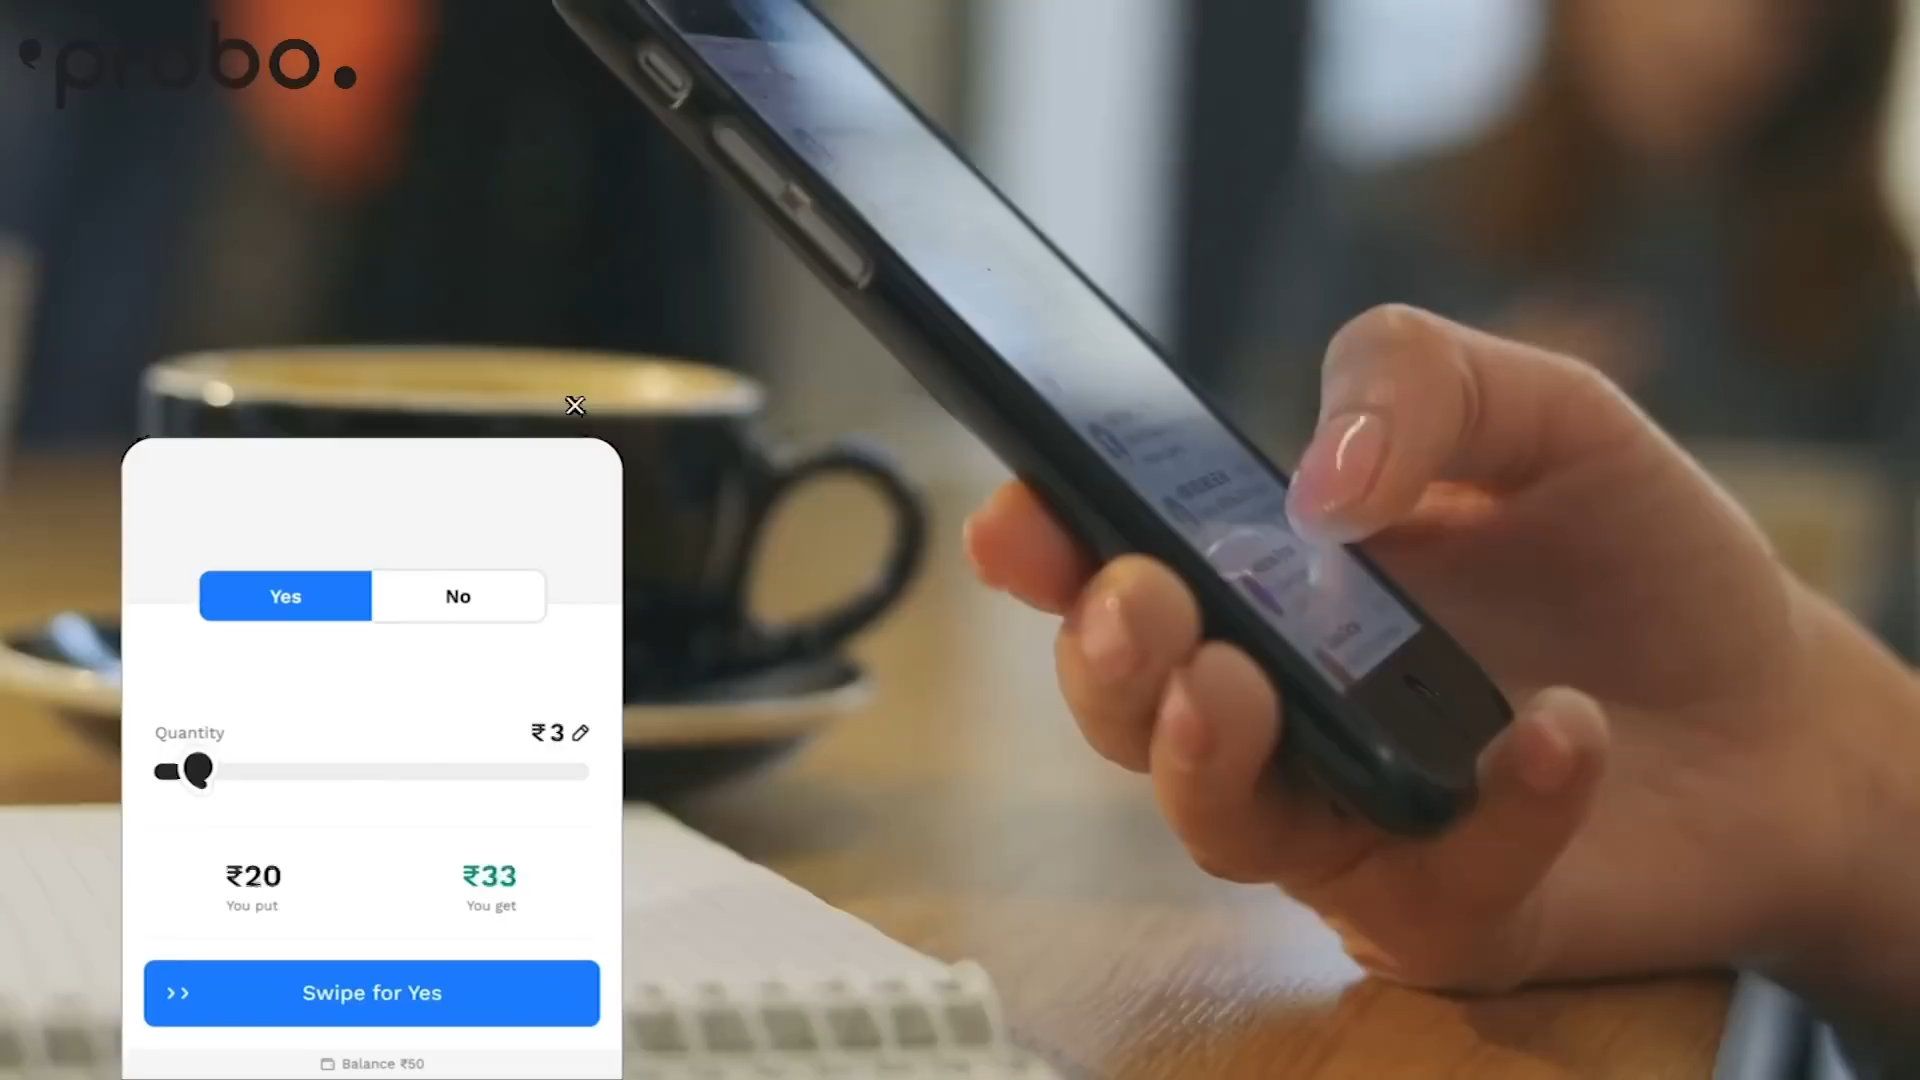 probo.
Yes
No
Quantity
₹3
₹20
₹33
You put
You get
Swipe for Yes
Balance ₹50